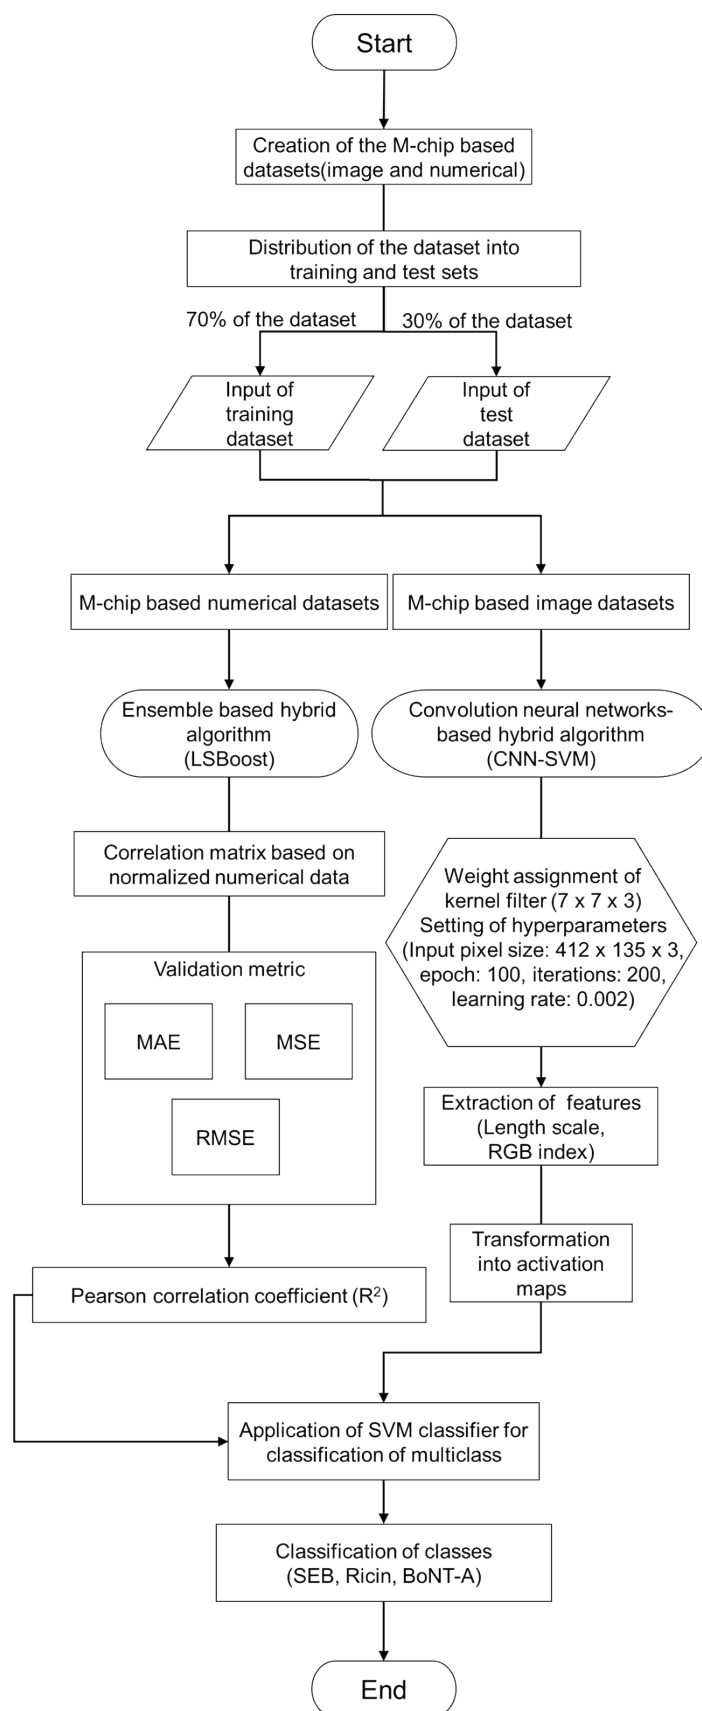 Start
Creation of the M-chip based
datasets(image and numerical)
Distribution of the dataset into
training and test sets
70% of the dataset
30% of the dataset
Input of
training
dataset
Input of
test
dataset
M-chip based numerical datasets
M-chip based image datasets
Ensemble based hybrid
algorithm
(LSBoost)
Convolution neural networks-
based hybrid algorithm
(CNN-SVM)
Correlation matrix based on
normalized numerical data
Weight assignment of
kernel filter (7 x 7 x 3)
Setting of hyperparameters
(Input pixel size: 412 x 135 x 3,
epoch: 100, iterations: 200,
learning rate: 0.002)
Validation metric
MAE
MSE
RMSE
Extraction of features
(Length scale,
RGB index)
Transformation
into activation
maps
Pearson correlation coefficient (R²)
Application of SVM classifier for
classification of multiclass
Classification of classes
(SEB, Ricin, BoNT-A)
End